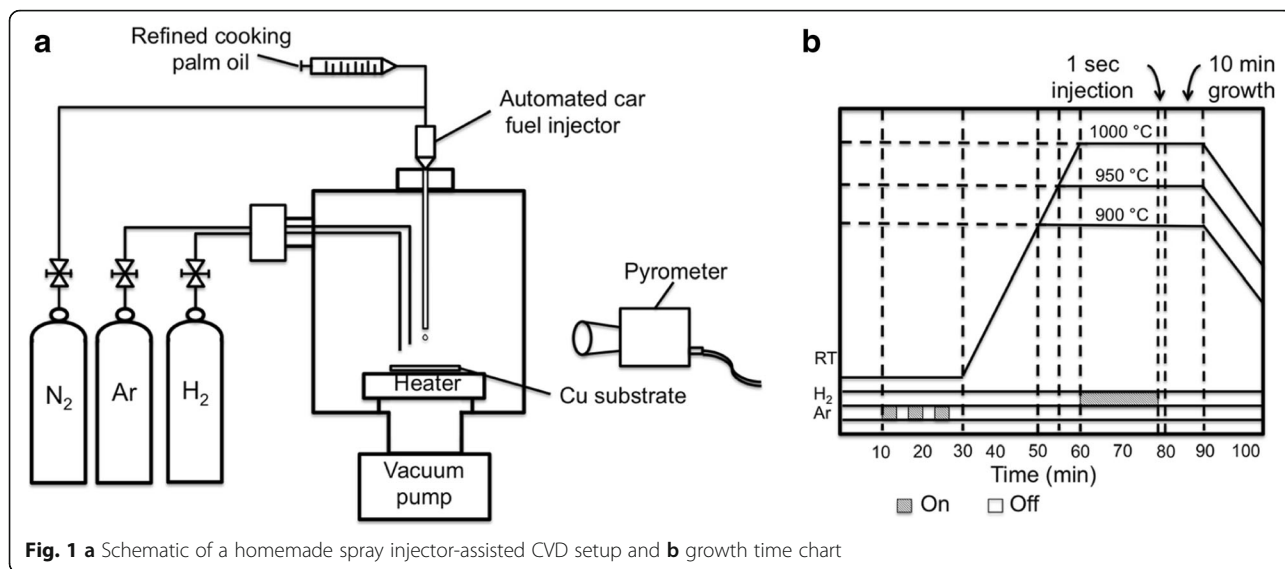 a
Refined cooking
palm oil
Automated car
fuel injector
Pyrometer
N2
Ar
H2
Heater
Cu substrate
Vacuum
pump
b
1 sec
injection
10 min
growth
1000 °C
950 °C
900 °C
RT
H2
Ar
10 20 30 40 50 60 70 80 90 100
Time (min)
On Off
Fig. 1 a Schematic of a homemade spray injector-assisted CVD setup and b growth time chart